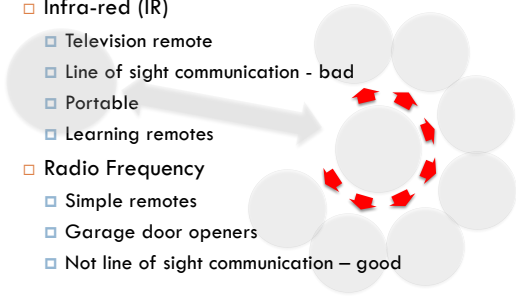 Infra-red (IR)
Television remote
Line of sight communication - bad
Portable
Learning remotes
Radio Frequency
Simple remotes
Garage door openers
Not line of sight communication – good